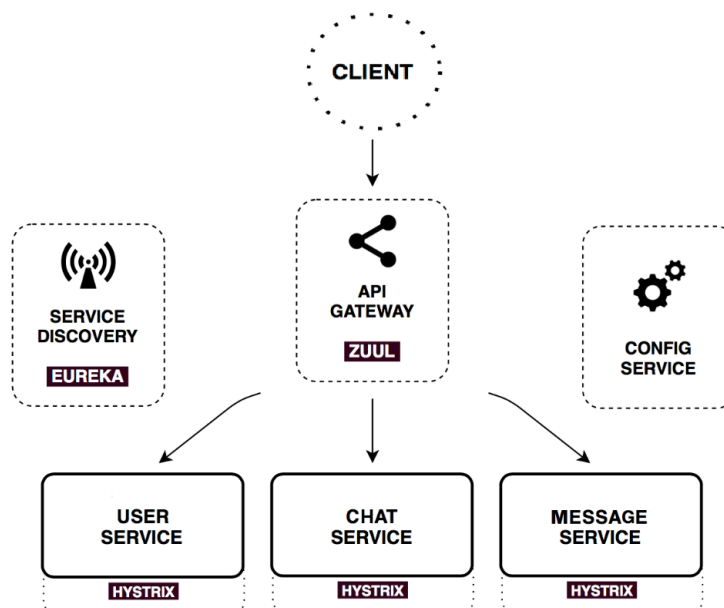 CLIENT
SERVICE
DISCOVERY
EUREKA
API
GATEWAY
ZUUL
CONFIG
SERVICE
USER
SERVICE
HYSTRIX
CHAT
SERVICE
HYSTRIX
MESSAGE
SERVICE
HYSTRIX